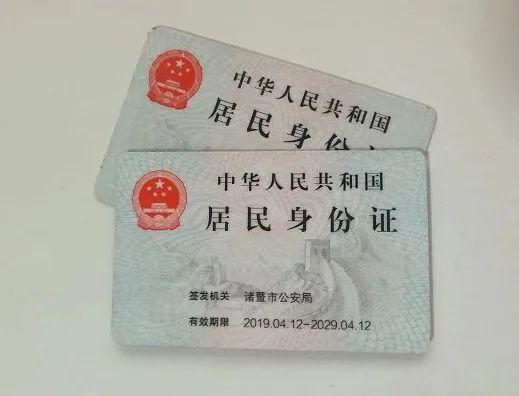 中华人民共和国
居民身份
中华人民共和国
居民身份证
签发机关 诸暨市公安局
有效期限 2019.04.12-2029.04.12